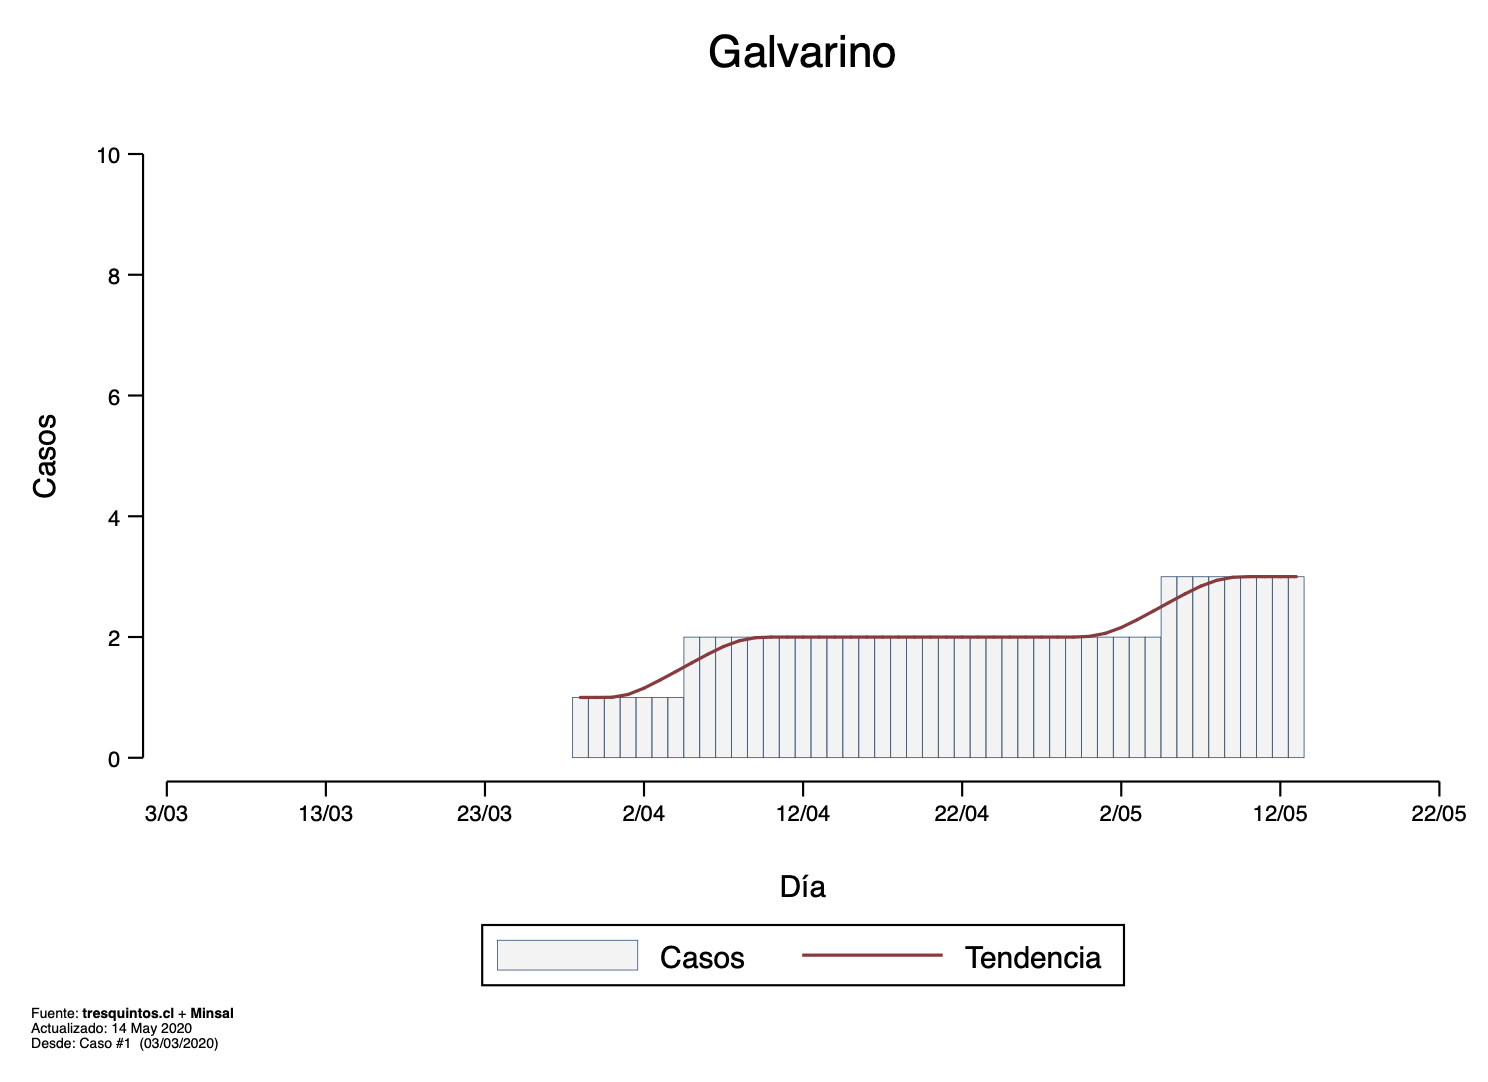 Galvarino
Casos
10
8
6
4
2
0
3/03 13/03 23/03 2/04 12/04 22/04 2/05 12/05 22/05
Día
Casos Tendencia
Fuente: tresquintos.cl + Minsal
Actualizado: 14 May 2020
Desde: Caso #1 (03/03/2020)